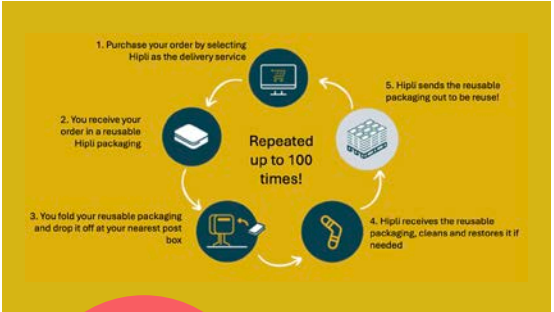 1. Purchase your order by selecting
Hipli as the delivery service
2. You receive your
order in a reusable
Hipli packaging
3. You fold your reusable packaging
and drop it off at your nearest post
box
4. Hipli receives the reusable
packaging, cleans and restores it if
needed
5. Hipli sends the reusable
packaging out to be reuse!
Repeated
up to 100
times!